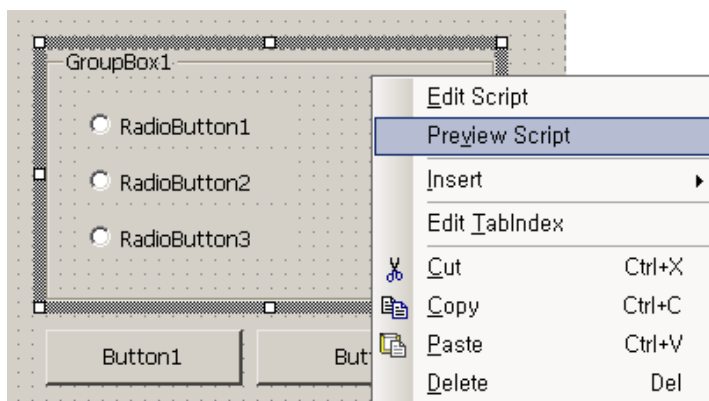 GroupBox1
RadioButton1
RadioButton2
RadioButton3
Button1
But
Edit Script
Preview Script
Insert
Edit TabIndex
Cut Ctrl+X
Copy Ctrl+C
Paste Ctrl+V
Delete Del